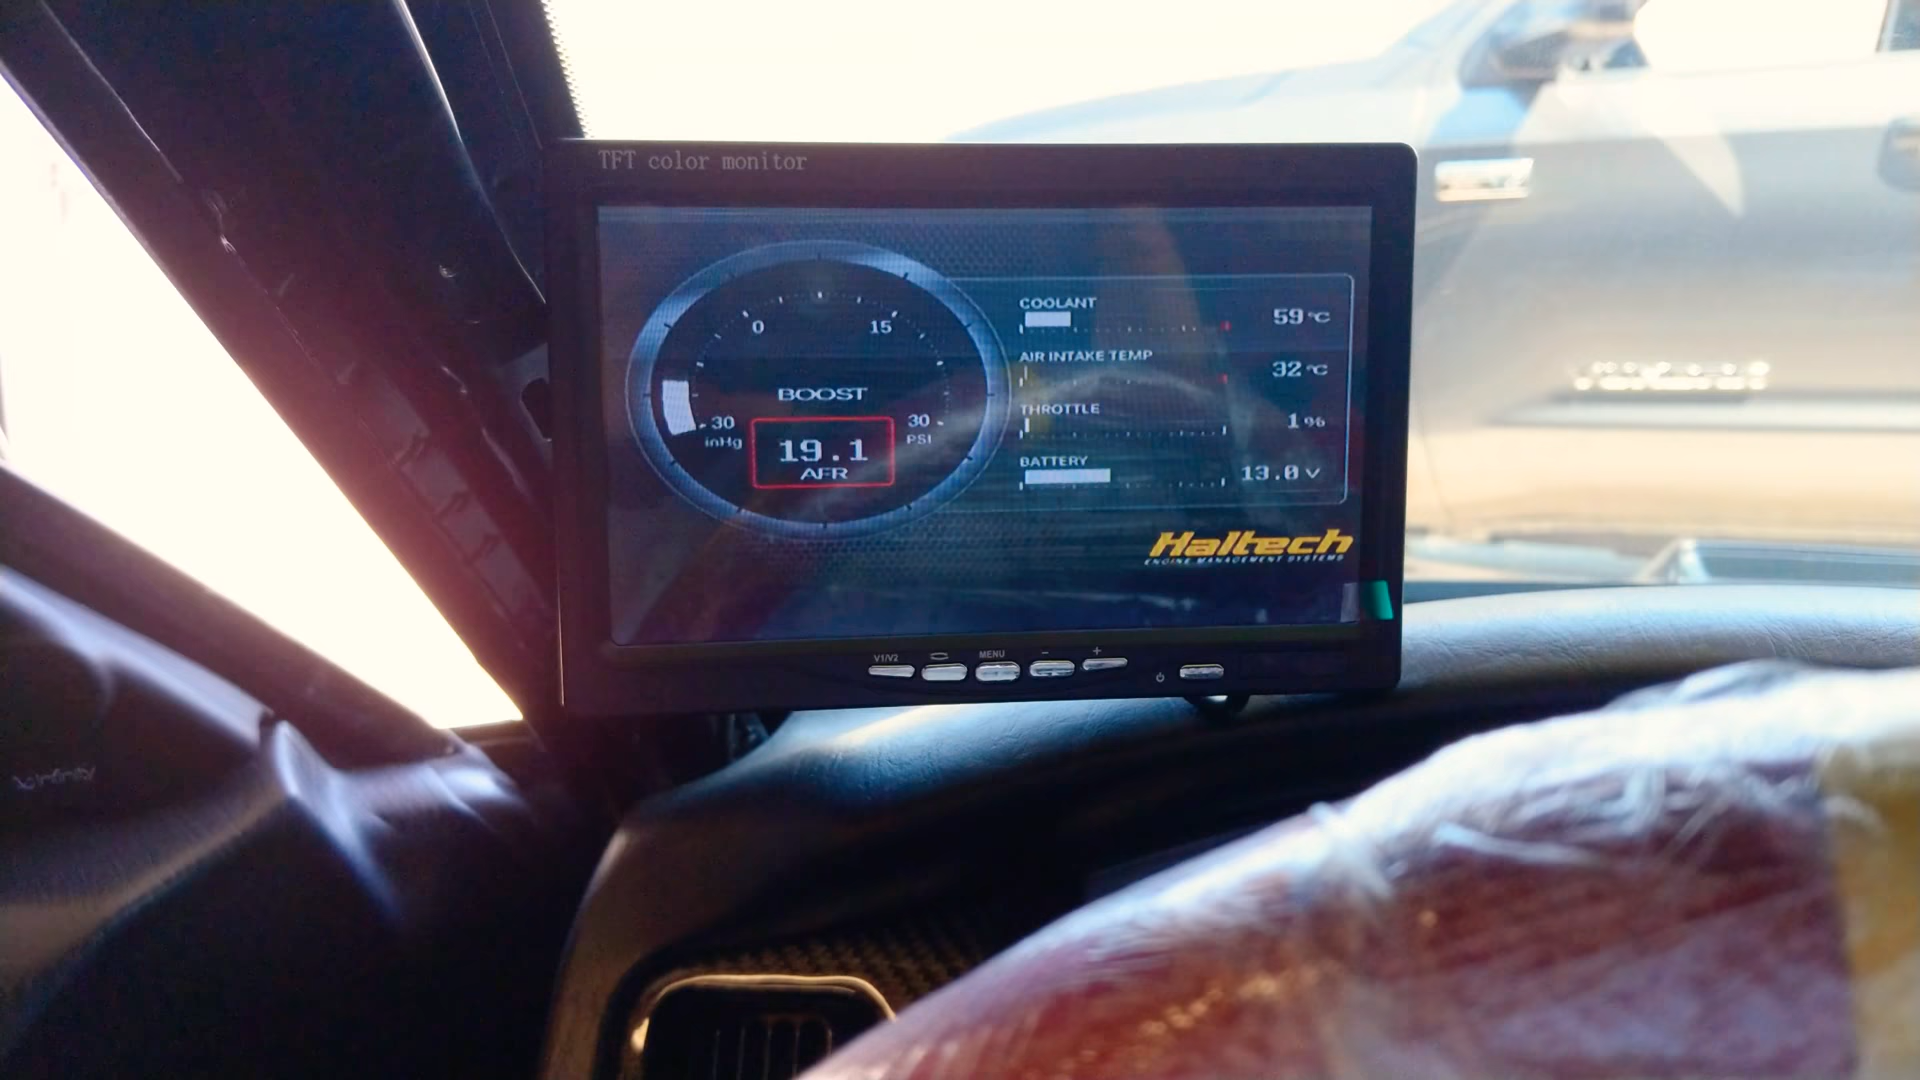 TFT color monitor
0 15
BOOST
-30 inHg
30 PSI
19.1
AFR
COOLANT 59 °C
AIR INTAKE TEMP 32 °C
THROTTLE 1 %
BATTERY 13.0 V
Haltech
ENGINE MANAGEMENT SYSTEMS
V1/V2 MENU - +
Infinity